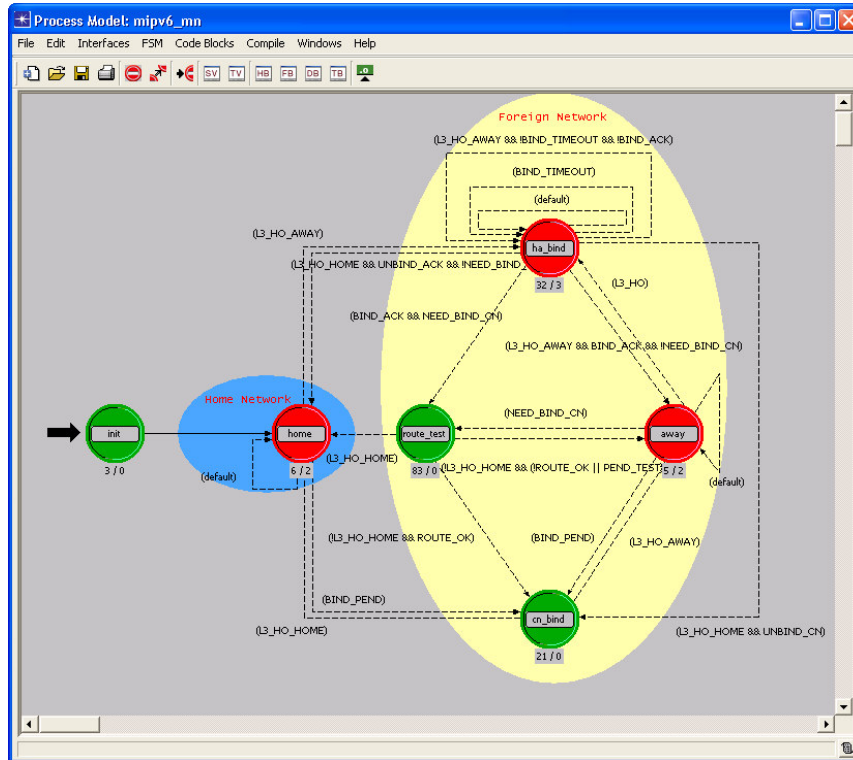 Process Model: mipv6_mn
File Edit Interfaces FSM Code Blocks Compile Windows Help
SV TV HB FB DB TB
Foreign Network
(L3_HO_AWAY && !BIND_TIMEOUT && !BIND_ACK)
(BIND_TIMEOUT)
(default)
(L3_HO_AWAY)
ha_bind
(L3_HO_HOME && UNBIND_ACK && !NEED_BIND_
32 / 3
(L3_HO)
(BIND_ACK && NEED_BIND_CN)
(L3_HO_AWAY && BIND_ACK && !NEED_BIND_CN)
Home Network
(NEED_BIND_CN)
init
home
route_test
away
(L3_HO_HOME)
3 / 0
6 / 2
83 / 0
(!L3_HO_HOME && (!ROUTE_OK || PEND_TEST)
5 / 2
(default)
(default)
(!L3_HO_HOME && ROUTE_OK)
(BIND_PEND)
(L3_HO_AWAY)
(BIND_PEND)
cn_bind
(L3_HO_HOME)
(L3_HO_HOME && UNBIND_CN)
21 / 0